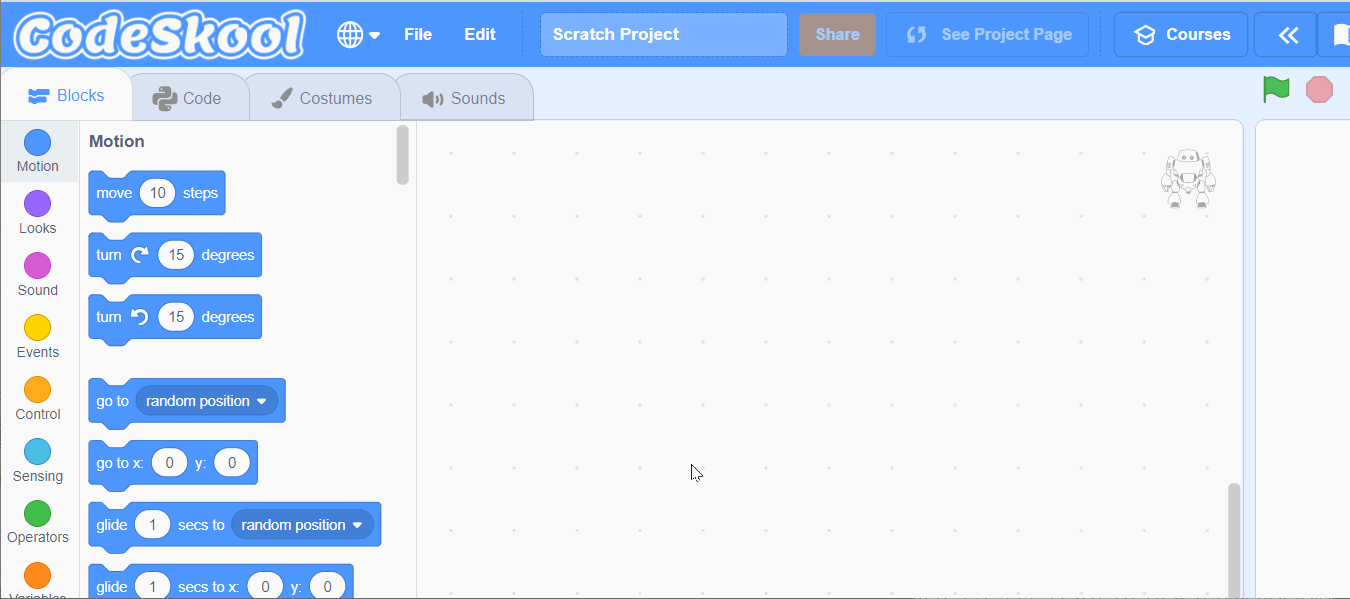 CodeSkool File Edit Scratch Project Share See Project Page Courses
Blocks Code Costumes Sounds
Motion
Looks
Sound
Events
Control
Sensing
Operators
Variables
Motion
move 10 steps
turn 15 degrees
turn 15 degrees
go to random position
go to x: 0 y: 0
glide 1 secs to random position
glide 1 secs to x: 0 y: 0